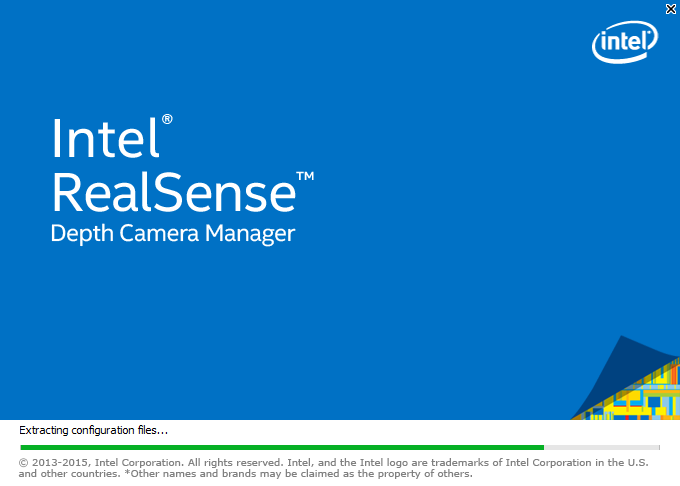 intel®
Intel®
RealSense™
Depth Camera Manager
Extracting configuration files...
© 2013-2015, Intel Corporation. All rights reserved. Intel, and the Intel logo are trademarks of Intel Corporation in the U.S.
and other countries. *Other names and brands may be claimed as the property of others.